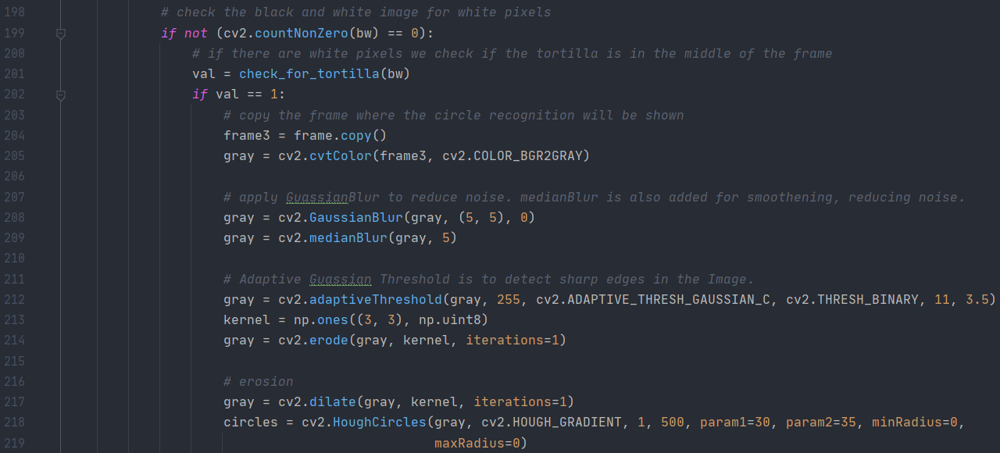 198 # check the black and white image for white pixels
199 if not (cv2.countNonZero(bw) == 0):
200 # if there are white pixels we check if the tortilla is in the middle of the frame
201 val = check_for_tortilla(bw)
202 if val == 1:
203 # copy the frame where the circle recognition will be shown
204 frame3 = frame.copy()
205 gray = cv2.cvtColor(frame3, cv2.COLOR_BGR2GRAY)
206
207 # apply GuassianBlur to reduce noise. medianBlur is also added for smoothening, reducing noise.
208 gray = cv2.GaussianBlur(gray, (5, 5), 0)
209 gray = cv2.medianBlur(gray, 5)
210
211 # Adaptive Guassian Threshold is to detect sharp edges in the Image.
212 gray = cv2.adaptiveThreshold(gray, 255, cv2.ADAPTIVE_THRESH_GAUSSIAN_C, cv2.THRESH_BINARY, 11, 3.5)
213 kernel = np.ones((3, 3), np.uint8)
214 gray = cv2.erode(gray, kernel, iterations=1)
215
216 # erosion
217 gray = cv2.dilate(gray, kernel, iterations=1)
218 circles = cv2.HoughCircles(gray, cv2.HOUGH_GRADIENT, 1, 500, param1=30, param2=35, minRadius=0,
219 maxRadius=0)